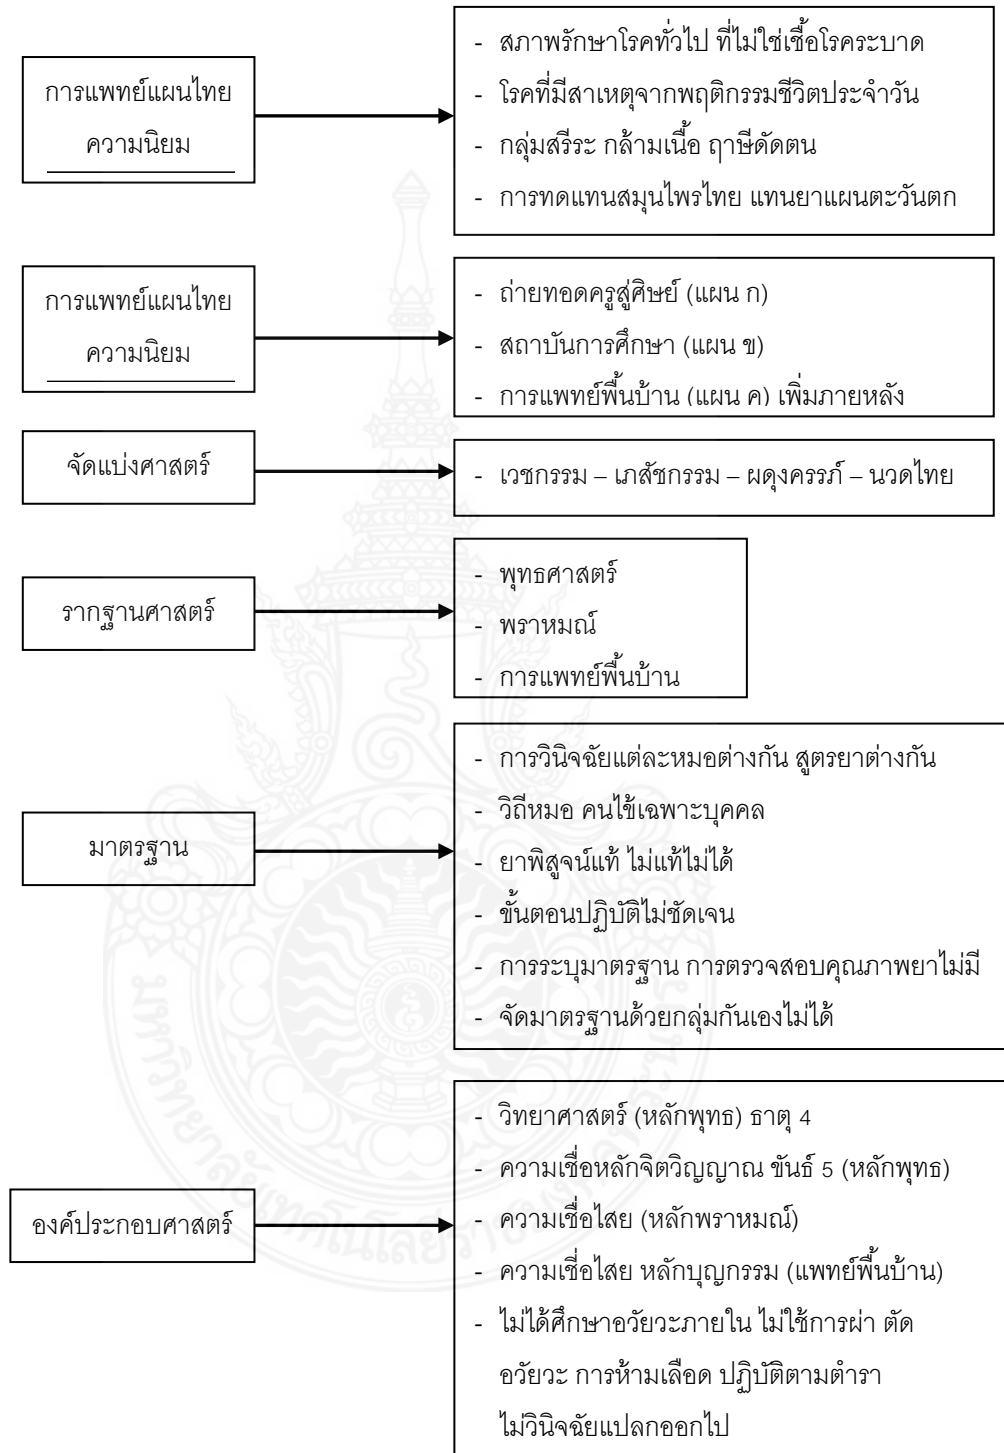 การแพทย์แผนไทย
ความนิยม
- สภาพรักษาโรคทั่วไป ที่ไม่ใช่เชื้อโรคระบาด
- โรคที่มีสาเหตุจากพฤติกรรมชีวิตประจำวัน
- กลุ่มสรีระ กล้ามเนื้อ ฤาษีดัดตน
- การทดแทนสมุนไพรไทย แทนยาแผนตะวันตก
การแพทย์แผนไทย
ความนิยม
- ถ่ายทอดครูสู่ศิษย์ (แผน ก)
- สถาบันการศึกษา (แผน ข)
- การแพทย์พื้นบ้าน (แผน ค) เพิ่มภายหลัง
จัดแบ่งศาสตร์
- เวชกรรม – เภสัชกรรม – ผดุงครรภ์ – นวดไทย
รากฐานศาสตร์
- พุทธศาสตร์
- พราหมณ์
- การแพทย์พื้นบ้าน
มาตรฐาน
- การวินิจฉัยแต่ละหมอต่างกัน สูตรยาต่างกัน
- วิถีหมอ คนไข้เฉพาะบุคคล
- ยาพิสูจน์แท้ ไม่แท้ไม่ได้
- ขั้นตอนปฏิบัติไม่ชัดเจน
- การระบุมาตรฐาน การตรวจสอบคุณภาพยาไม่มี
- จัดมาตรฐานด้วยกลุ่มกันเองไม่ได้
องค์ประกอบศาสตร์
- วิทยาศาสตร์ (หลักพุทธ) ธาตุ 4
- ความเชื่อหลักจิตวิญญาณ ขันธ์ 5 (หลักพุทธ)
- ความเชื่อไสย (หลักพราหมณ์)
- ความเชื่อไสย หลักบุญกรรม (แพทย์พื้นบ้าน)
- ไม่ได้ศึกษาอวัยวะภายใน ไม่ใช้การผ่า ตัด
อวัยวะ การห้ามเลือด ปฏิบัติตามตำรา
ไม่วินิจฉัยแปลกออกไป